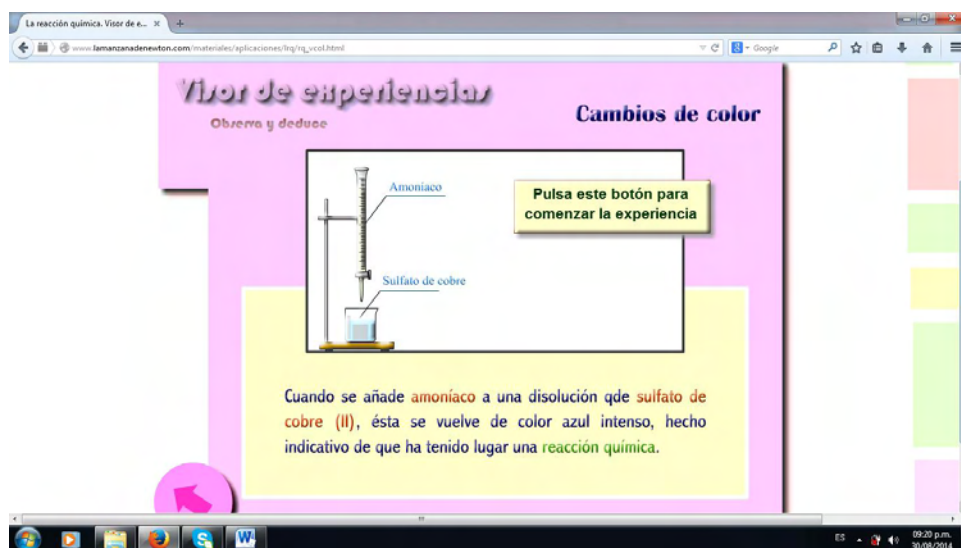 La reacción química. Visor de e...
www.lamanzanadenewton.com/materiales/aplicaciones/lrq/rq_vcol.html
Google
Visor de experiencias
Observa y deduce
Cambios de color
Amoniaco
Pulsa este botón para
comenzar la experiencia
Sulfato de cobre
Cuando se añade amoníaco a una disolución qde sulfato de
cobre (II), ésta se vuelve de color azul intenso, hecho
indicativo de que ha tenido lugar una reacción química.
ES
09:20 p.m.
30/08/2014